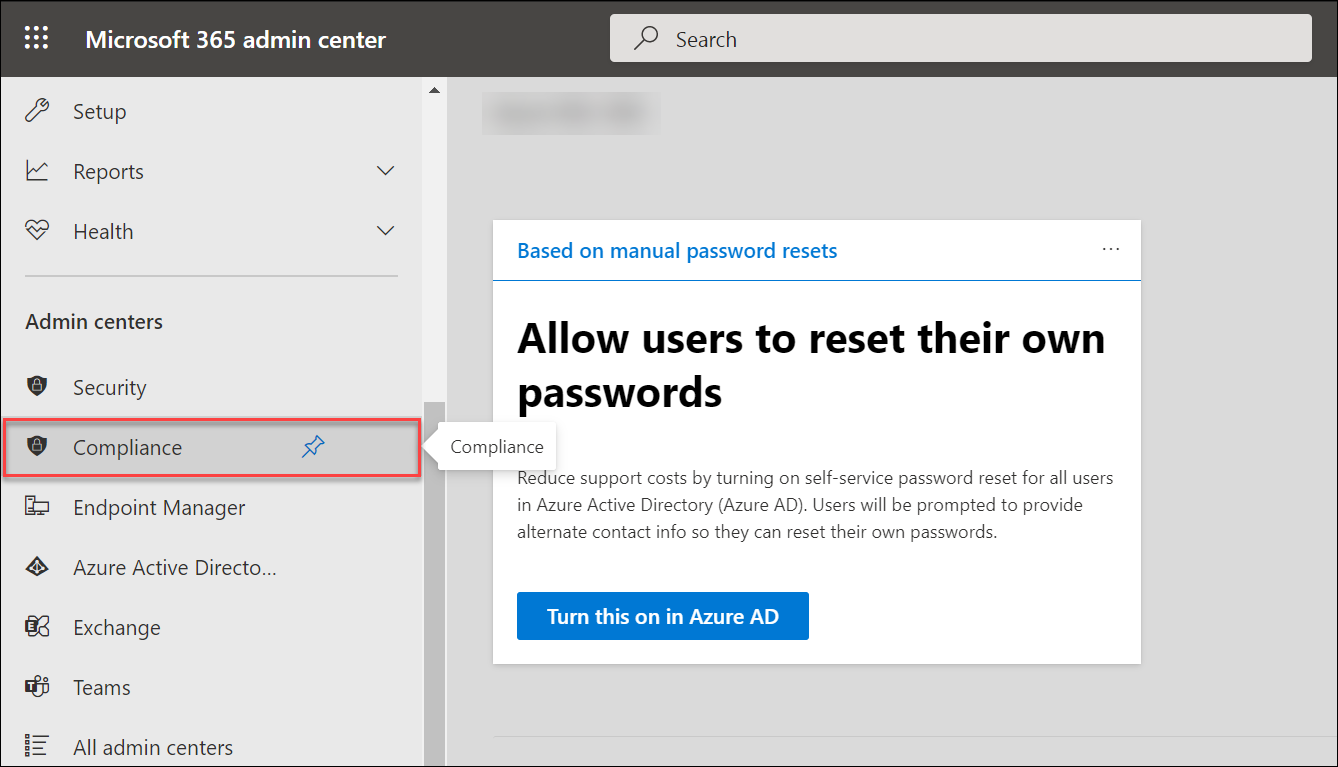 Microsoft 365 admin center
Search
Setup
Reports
Health
Admin centers
Security
Compliance
Endpoint Manager
Azure Active Directo...
Exchange
Teams
All admin centers
Compliance
Based on manual password resets
Allow users to reset their own
passwords
Reduce support costs by turning on self-service password reset for all users
in Azure Active Directory (Azure AD). Users will be prompted to provide
alternate contact info so they can reset their own passwords.
Turn this on in Azure AD